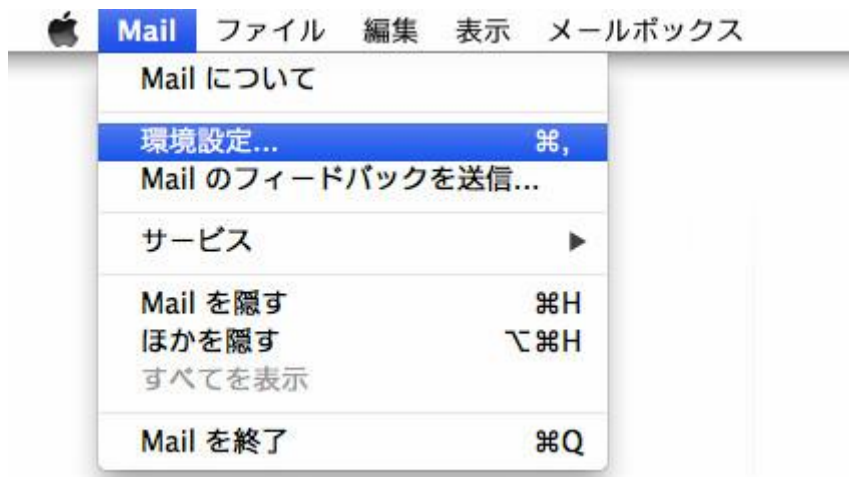 Mail ファイル 編集 表示 メールボックス
Mail について
環境設定... ⌘,
Mail のフィードバックを送信...
サービス ▶
Mail を隠す ⌘H
ほかを隠す ⌥⌘H
すべてを表示
Mail を終了 ⌘Q